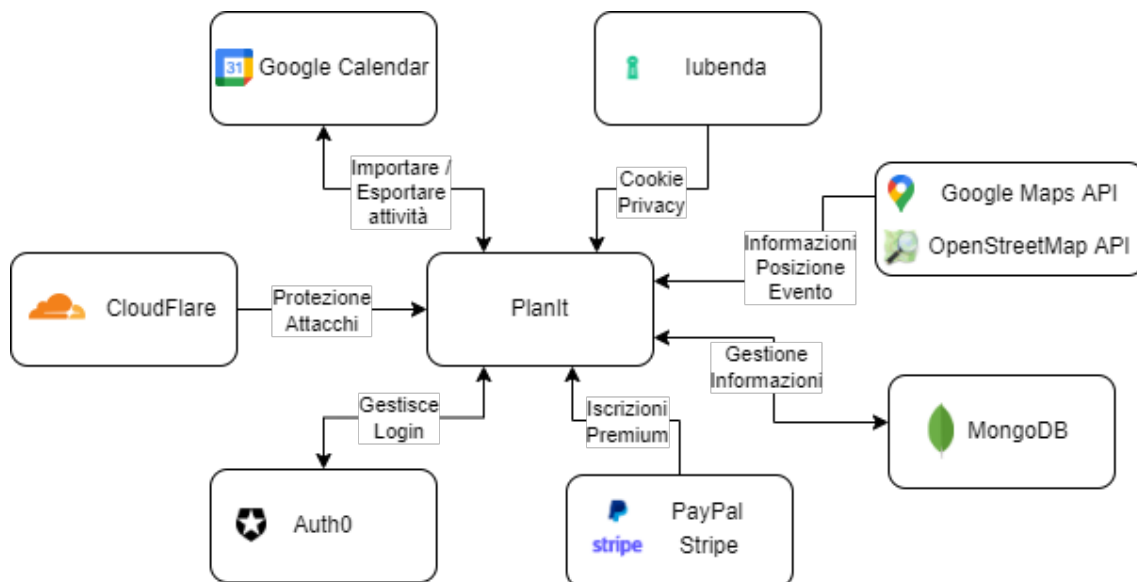 31
Google Calendar
Iubenda
Importare /
Esportare
attività
Cookie
Privacy
Google Maps API
OpenStreetMap API
Informazioni
Posizione
Evento
CloudFlare
Protezione
Attacchi
PlanIt
Gestione
Informazioni
MongoDB
Gestisce
Login
Iscrizioni
Premium
Auth0
PayPal
stripe
Stripe